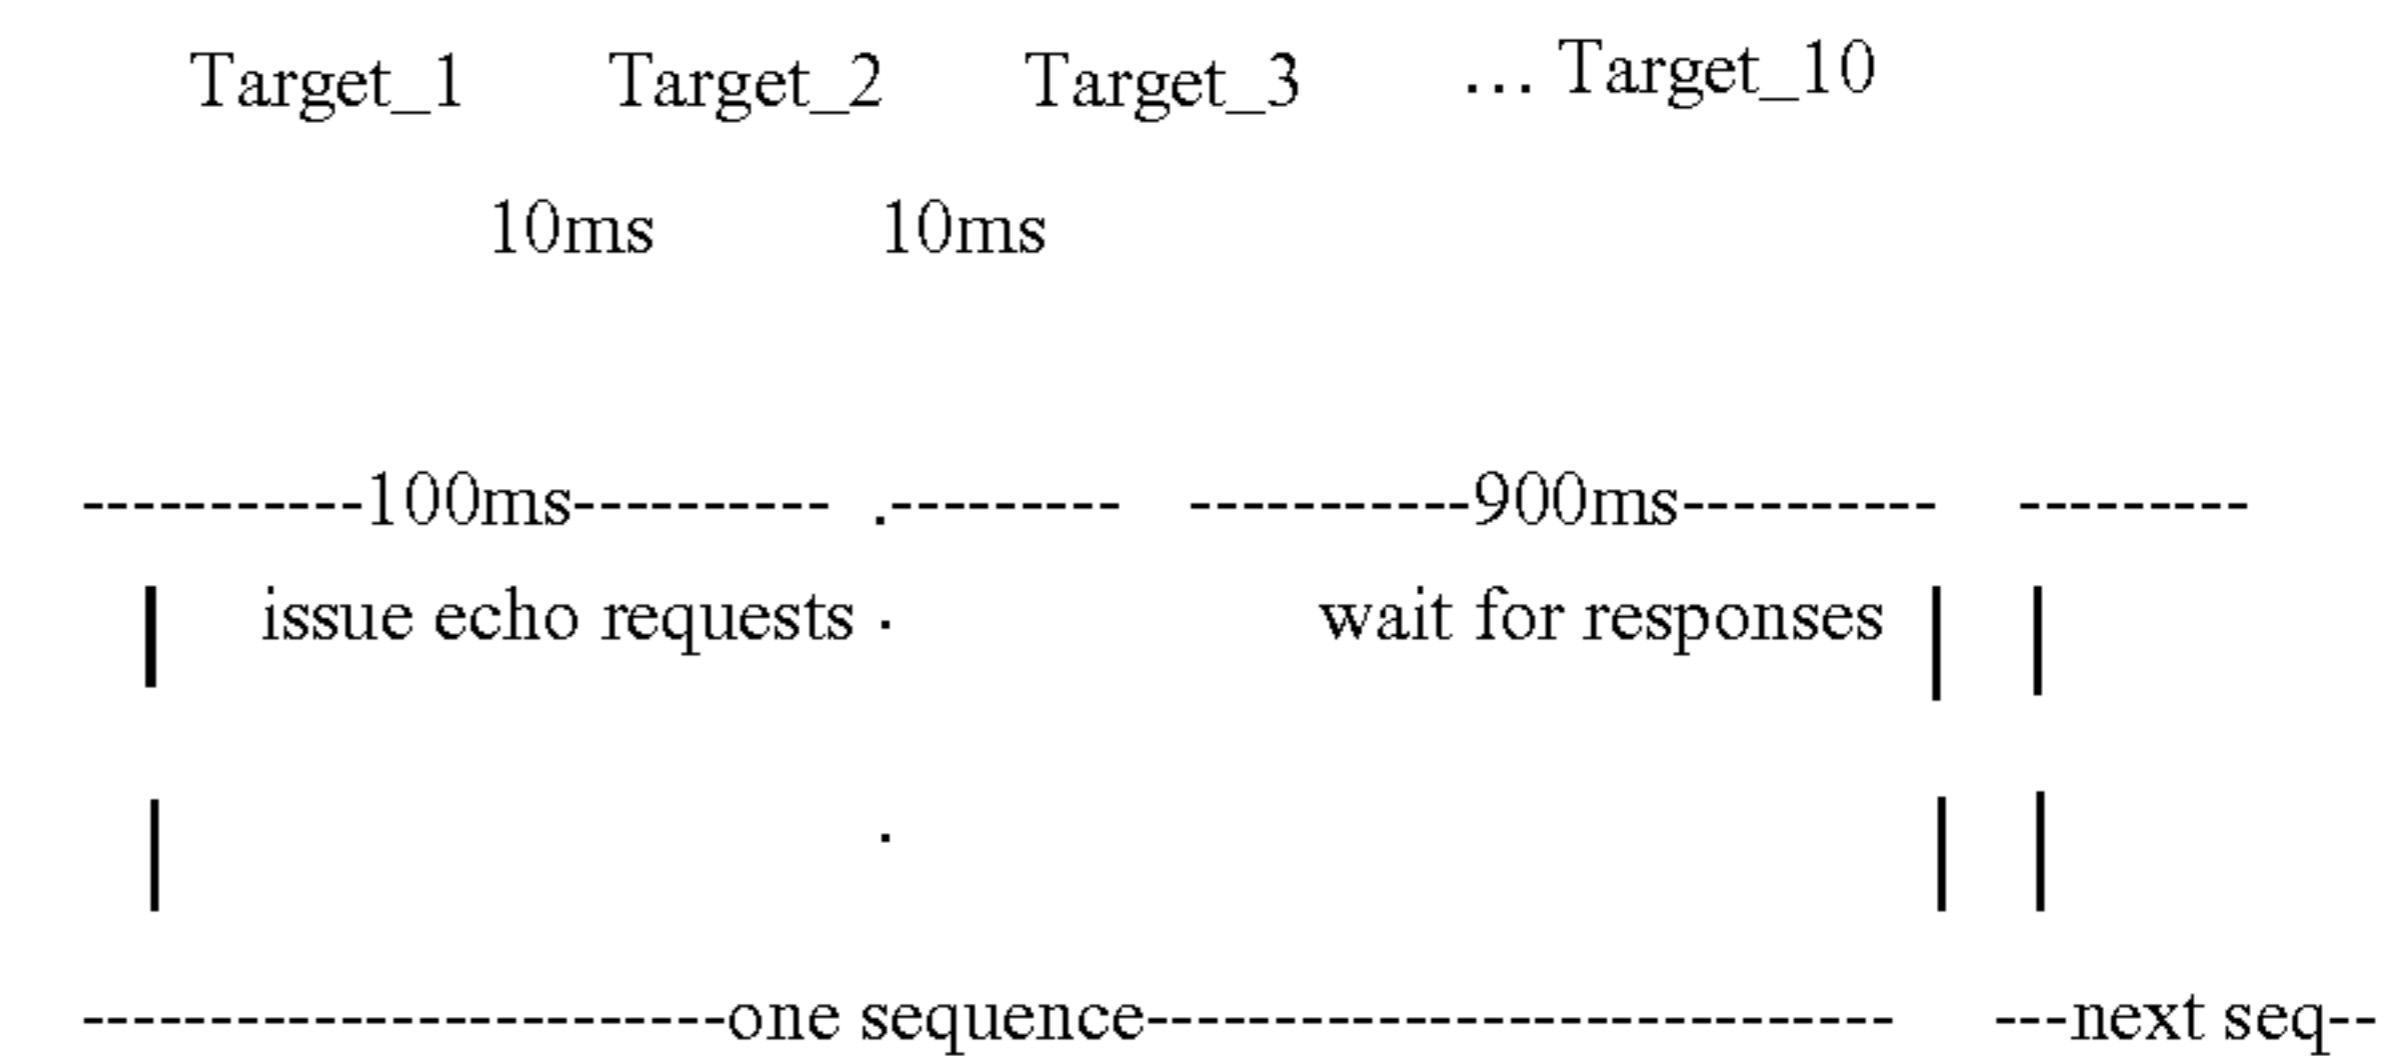 Target_1 Target_2 Target_3 ... Target_10
10ms 10ms
-----------100ms---------- .--------- -----------900ms---------- ---------
| issue echo requests . wait for responses | |
| . | |
-------------------------one sequence----------------------------- ---next seq--